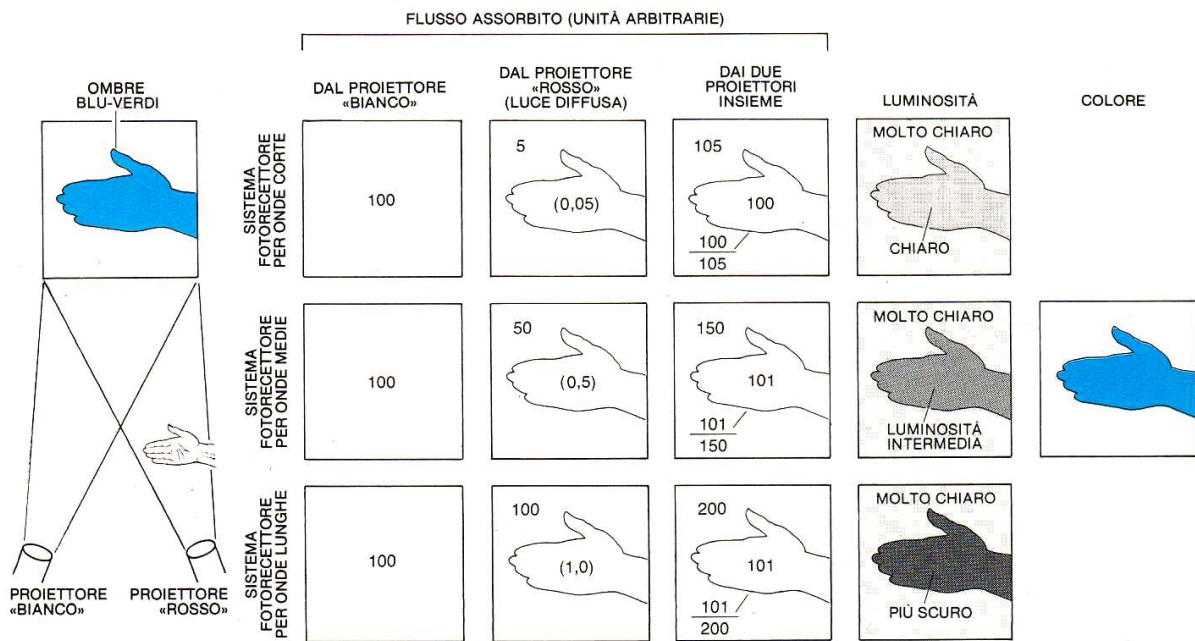 FLUSSO ASSORBITO (UNITÀ ARBITRARIE)
OMBRE
BLU-VERDI
DAL PROIETTORE
«BIANCO»
DAL PROIETTORE
«ROSSO»
(LUCE DIFFUSA)
DAI DUE
PROIETTORI
INSIEME
LUMINOSITÀ
COLORE
SISTEMA
FOTORECETTORE
PER ONDE CORTE
100
5
(0,05)
105
100
100
105
MOLTO CHIARO
CHIARO
SISTEMA
FOTORECETTORE
PER ONDE MEDIE
100
50
(0,5)
150
101
101
150
MOLTO CHIARO
LUMINOSITÀ
INTERMEDIA
SISTEMA
FOTORECETTORE
PER ONDE LUNGHE
100
100
(1,0)
200
101
101
200
MOLTO CHIARO
PIÙ SCURO
PROIETTORE
«BIANCO»
PROIETTORE
«ROSSO»